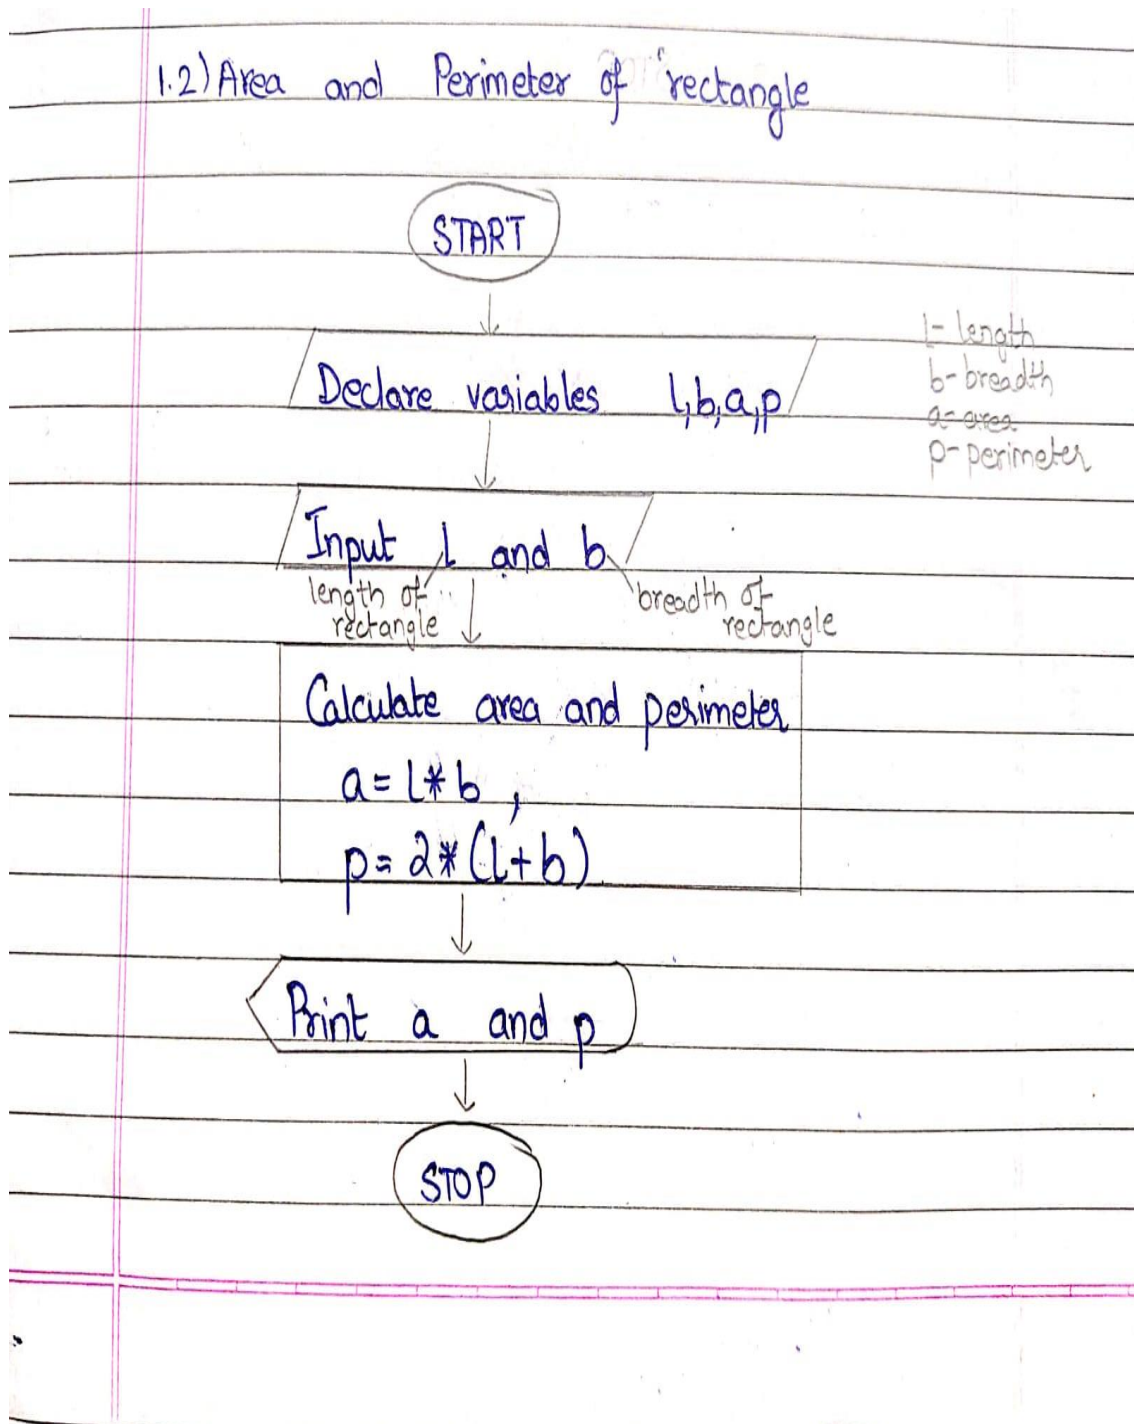 1.2) Area and Perimeter of rectangle
START
Declare variables l,b,a,p
l- length
b- breadth
a- area
p- perimeter
Input l and b
length of rectangle
breadth of rectangle
Calculate area and perimeter
a = l * b ,
p = 2 * (l + b)
Print a and p
STOP